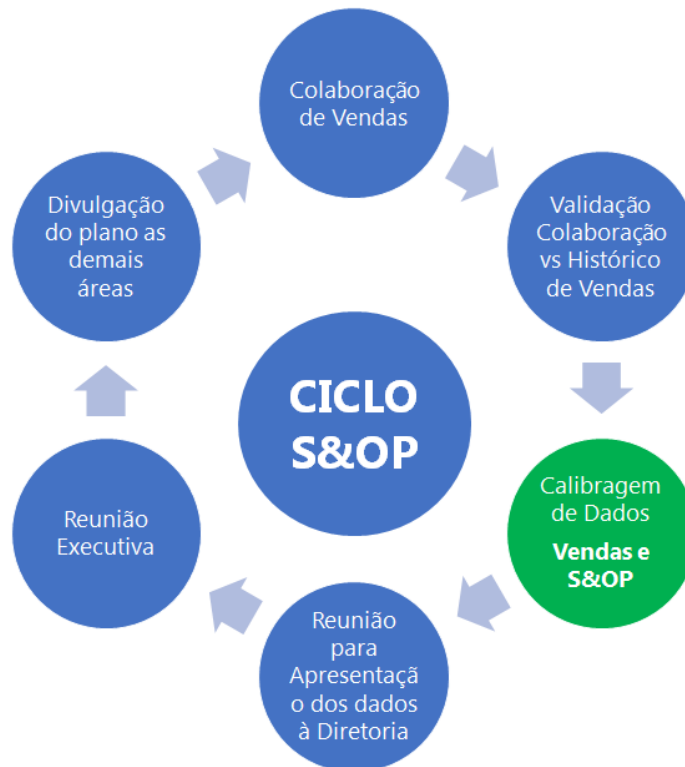 Colaboração
de Vendas
Validação
Colaboração
vs Histórico
de Vendas
Calibragem
de Dados
Vendas e
S&OP
Reunião
para
Apresentaçã
o dos dados
à Diretoria
Reunião
Executiva
Divulgação
do plano as
demais
áreas
CICLO
S&OP